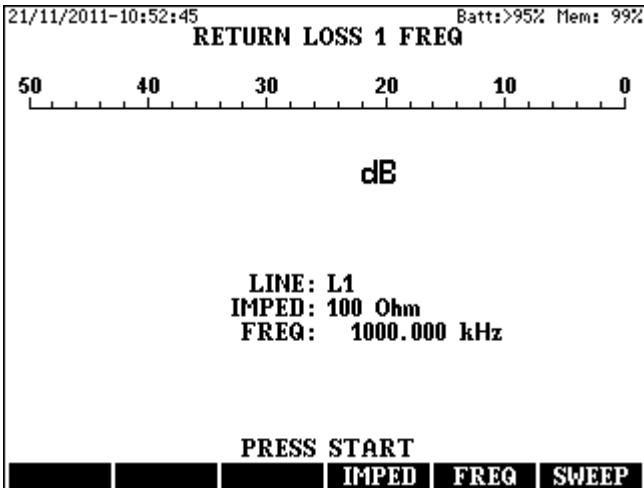 21/11/2011-10:52:45 Batt:>95% Mem: 99%
RETURN LOSS 1 FREQ
50 40 30 20 10 0
dB
LINE: L1
IMPED: 100 Ohm
FREQ: 1000.000 kHz
PRESS START
IMPED FREQ SWEEP